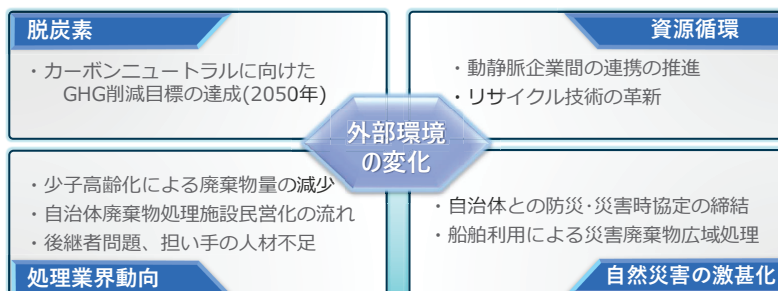 脱炭素
・カーボンニュートラルに向けた
GHG削減目標の達成(2050年)
資源循環
・動静脈企業間の連携の推進
・リサイクル技術の革新
外部環境
の変化
・少子高齢化による廃棄物量の減少
・自治体廃棄物処理施設民営化の流れ
・後継者問題、担い手の人材不足
処理業界動向
・自治体との防災・災害時協定の締結
・船舶利用による災害廃棄物広域処理
自然災害の激甚化